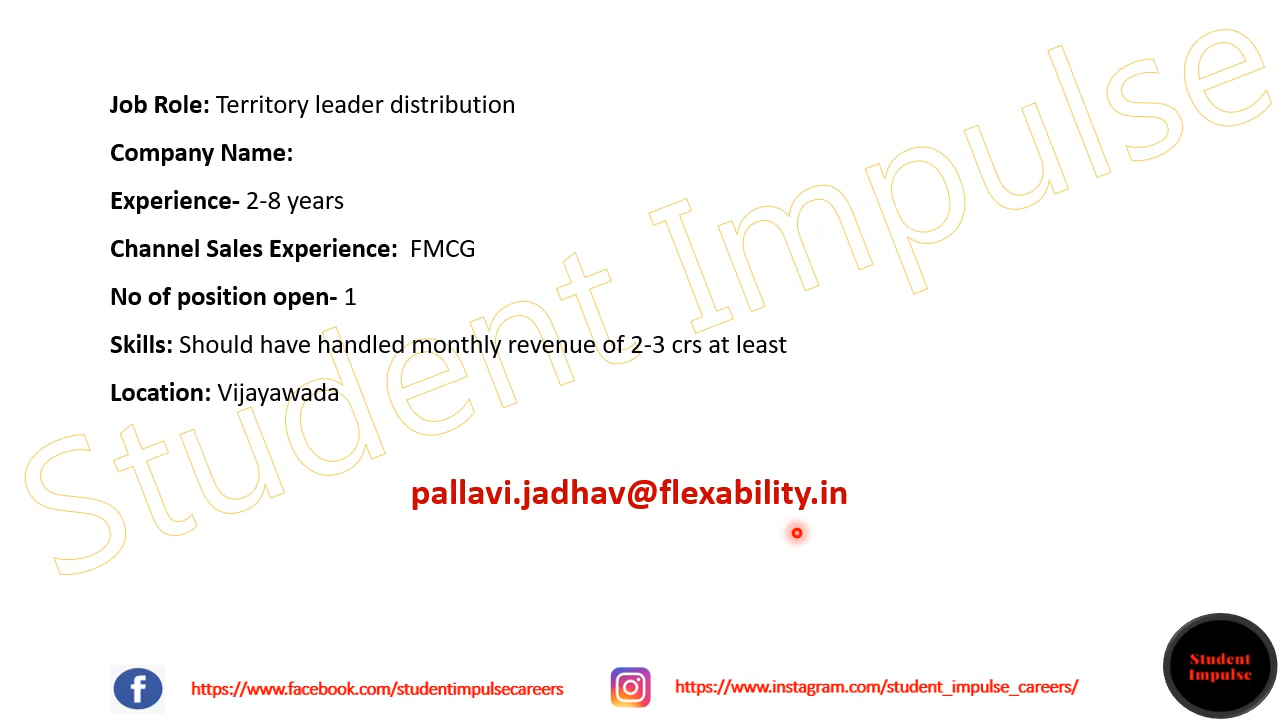 Job Role: Territory leader distribution
Company Name:
Experience- 2-8 years
Channel Sales Experience:  FMCG
No of position open- 1
Skills: Should have handled monthly revenue of 2-3 crs at least
Location: Vijayawada
Student Impulse
pallavi.jadhav@flexability.in
https://www.facebook.com/studentimpulsecareers
https://www.instagram.com/student_impulse_careers/
Student
Impulse